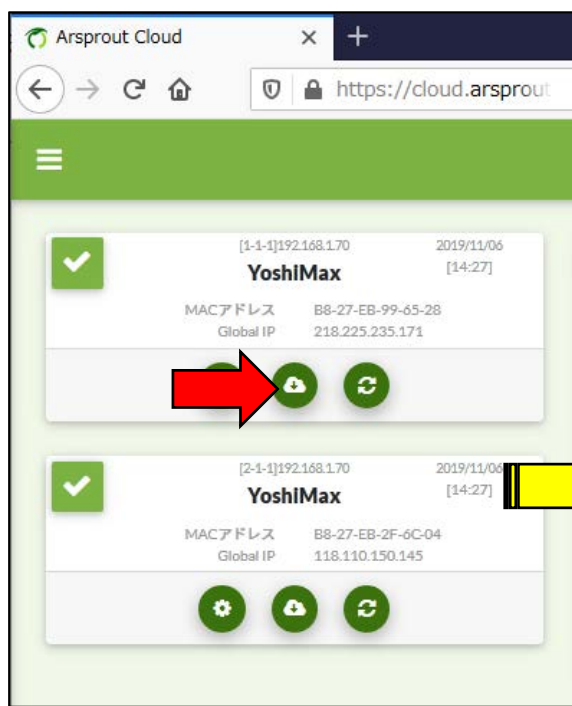 Arsprout Cloud
https://cloud.arsprout
[1-1-1]192.168.1.70
2019/11/06
YoshiMax
[14:27]
MACアドレス B8-27-EB-99-65-28
Global IP 218.225.235.171
[2-1-1]192.168.1.70
2019/11/06
YoshiMax
[14:27]
MACアドレス B8-27-EB-2F-6C-04
Global IP 118.110.150.145